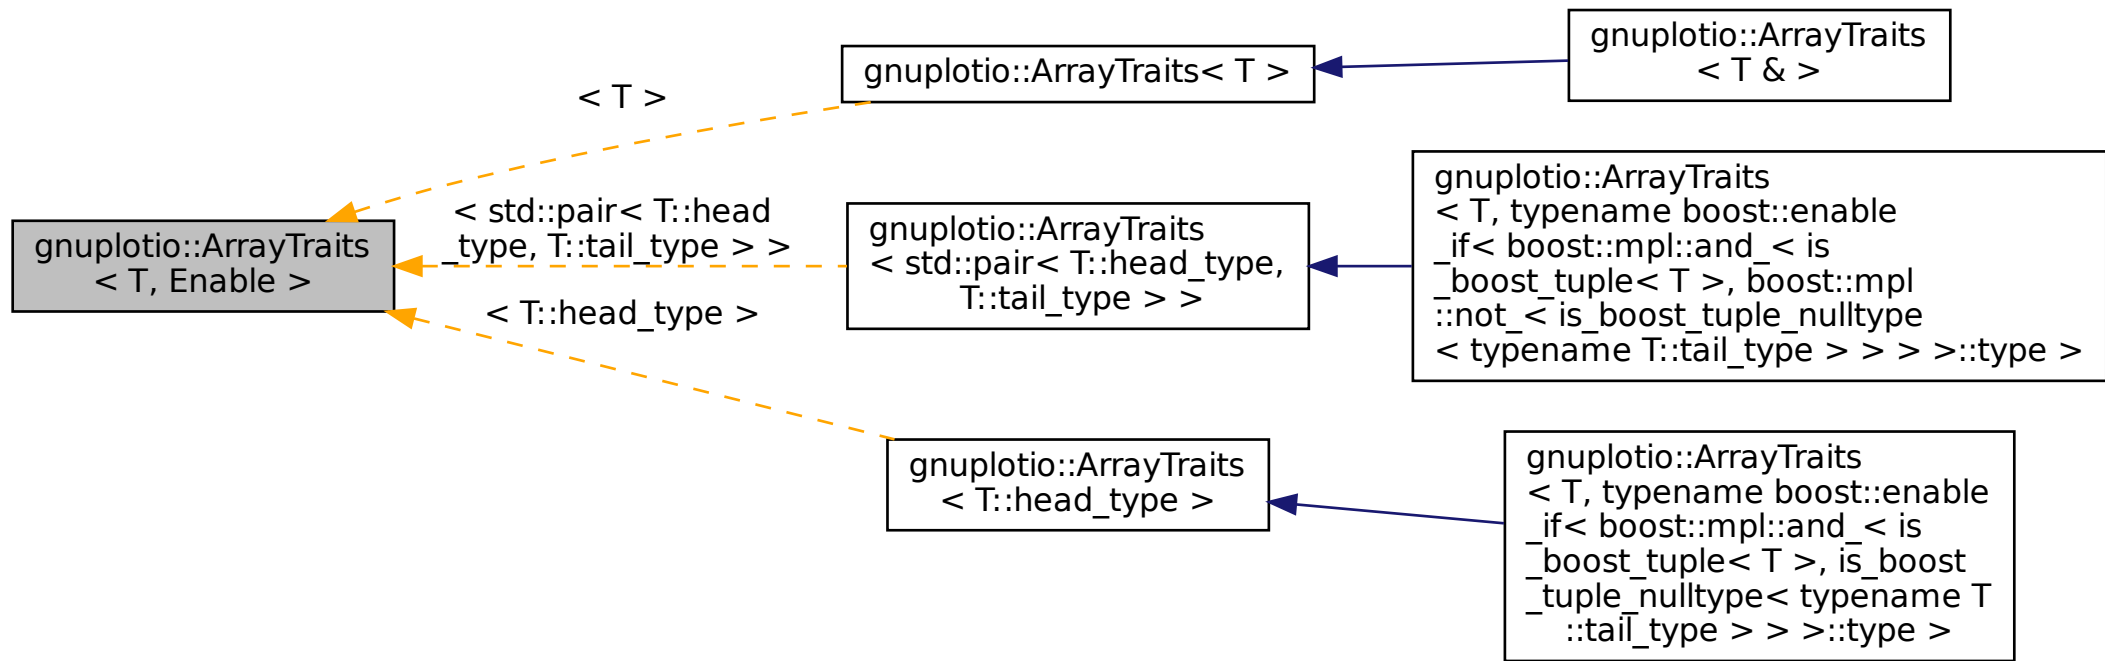 gnuplotio::ArrayTraits
< T, Enable >
< T >
< std::pair< T::head
_type, T::tail_type > >
< T::head_type >
gnuplotio::ArrayTraits< T >
gnuplotio::ArrayTraits
< std::pair< T::head_type,
T::tail_type > >
gnuplotio::ArrayTraits
< T::head_type >
gnuplotio::ArrayTraits
< T & >
gnuplotio::ArrayTraits
< T, typename boost::enable
_if< boost::mpl::and_< is
_boost_tuple< T >, boost::mpl
::not_< is_boost_tuple_nulltype
< typename T::tail_type > > > >::type >
gnuplotio::ArrayTraits
< T, typename boost::enable
_if< boost::mpl::and_< is
_boost_tuple< T >, is_boost
_tuple_nulltype< typename T
::tail_type > > >::type >